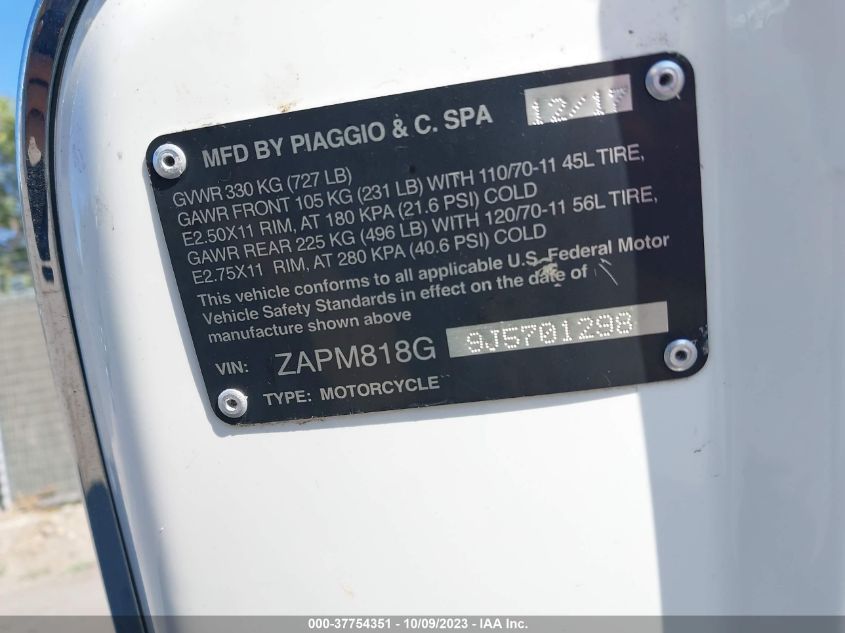 12/17
MFD BY PIAGGIO & C. SPA
GVWR 330 KG (727 LB)
GAWR FRONT 105 KG (231 LB) WITH 110/70-11 45L TIRE,
E2.50X11 RIM, AT 180 KPA (21.6 PSI) COLD
GAWR REAR 225 KG (496 LB) WITH 120/70-11 56L TIRE,
E2.75X11 RIM, AT 280 KPA (40.6 PSI) COLD
This vehicle conforms to all applicable U.S. Federal Motor
Vehicle Safety Standards in effect on the date of
manufacture shown above
VIN: ZAPM818G 9J5701298
TYPE: MOTORCYCLE
000-37754351 - 10/09/2023 - IAA Inc.